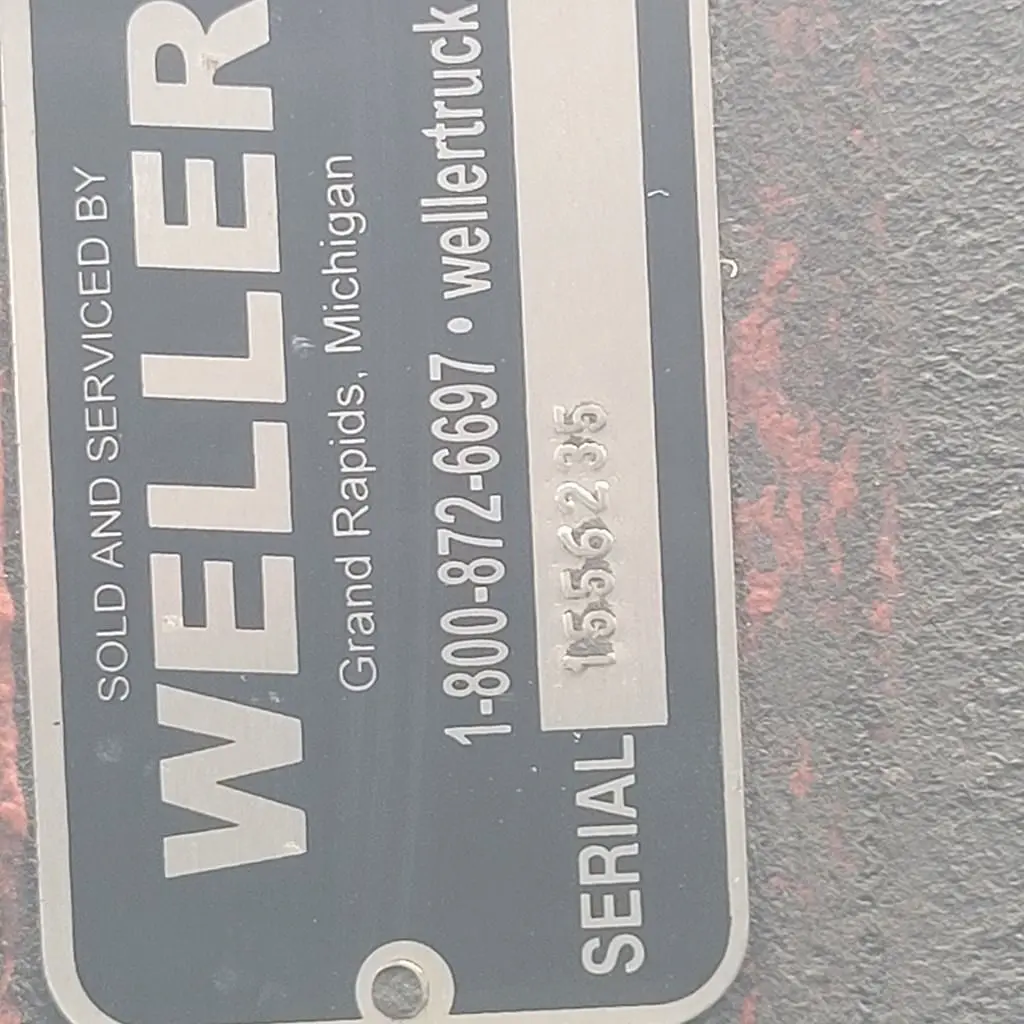 SOLD AND SERVICED BY
WELLER
Grand Rapids, Michigan
1-800-872-6697 • wellertruck
SERIAL 1556235